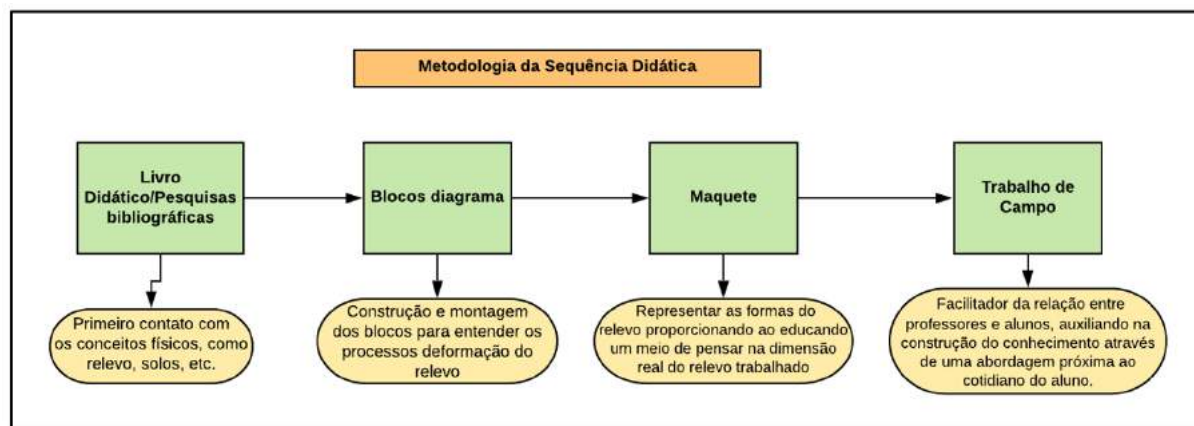 Metodologia da Sequência Didática
Livro
Didático/Pesquisas
bibliográficas
Blocos diagrama
Maquete
Trabalho de
Campo
Primeiro contato com
os conceitos físicos, como
relevo, solos, etc.
Construção e montagem
dos blocos para entender os
processos deformação do
relevo
Representar as formas do
relevo proporcionando ao educando
um meio de pensar na dimensão
real do relevo trabalhado
Facilitador da relação entre
professores e alunos, auxiliando na
construção do conhecimento através
de uma abordagem próxima ao
cotidiano do aluno.